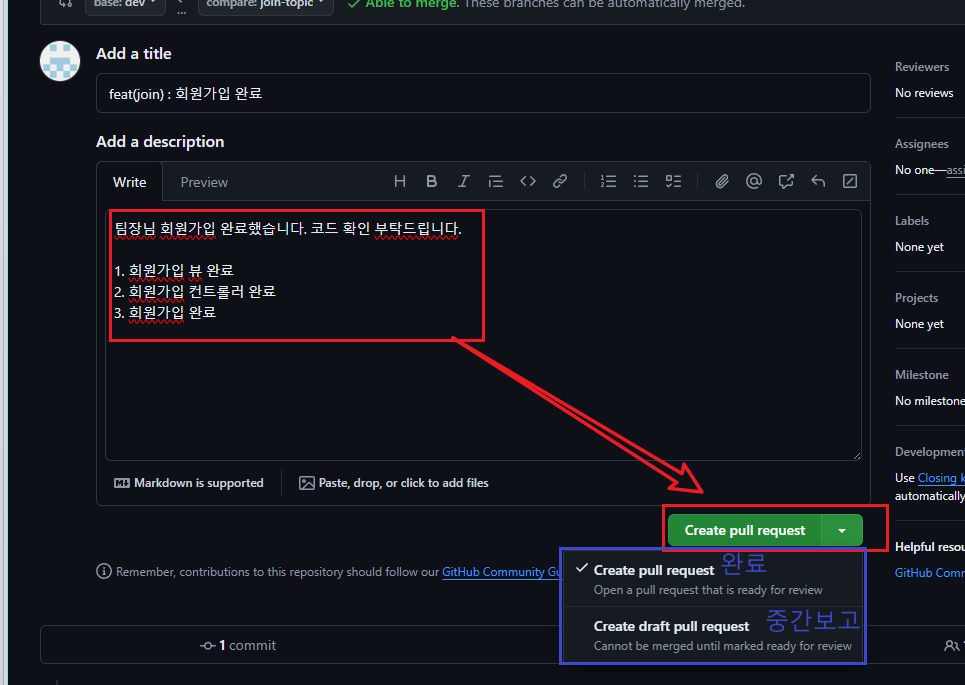 base: dev
...
compare: join-topic
Able to merge. These branches can be automatically merged.
Add a title
feat(join) : 회원가입 완료
Add a description
Write
Preview
팀장님 회원가입 완료했습니다. 코드 확인 부탁드립니다.
1. 회원가입 뷰 완료
2. 회원가입 컨트롤러 완료
3. 회원가입 완료
Markdown is supported
Paste, drop, or click to add files
Create pull request
Remember, contributions to this repository should follow our GitHub Community Gu
Create pull request 완료
Open a pull request that is ready for review
Create draft pull request 중간보고
Cannot be merged until marked ready for review
1 commit
Reviewers
No reviews
Assignees
No one—assi
Labels
None yet
Projects
None yet
Milestone
No milestone
Development
Use Closing k
automatically
Helpful resou
GitHub Comm